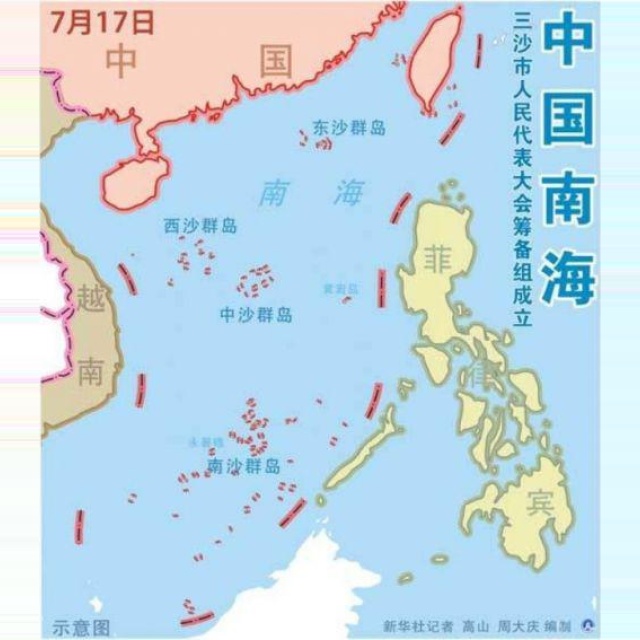 7月17日
中国
中国南海
三沙市人民代表大会筹备组成立
东沙群岛
南海
西沙群岛
中沙群岛
黄岩岛
越南
菲律宾
永暑礁
南沙群岛
示意图
新华社记者 高山 周大庆 编制